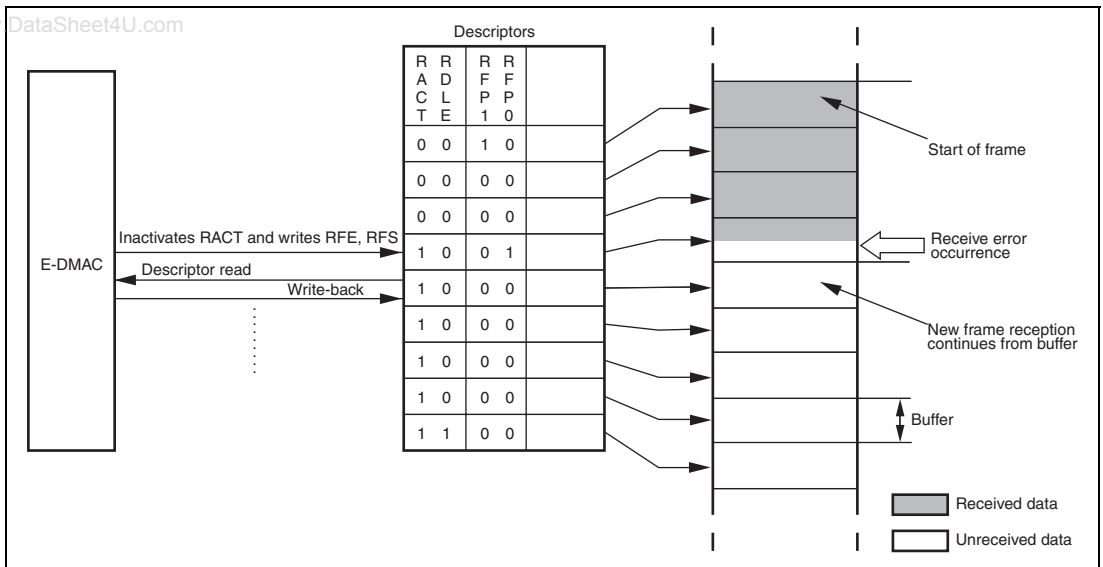 .DataSheet4U.com
Descriptors
R R R R
A D F F
C L P P
T E 1 0
0 0 1 0
0 0 0 0
0 0 0 0
1 0 0 1
1 0 0 0
1 0 0 0
1 0 0 0
1 0 0 0
1 1 0 0
E-DMAC
Inactivates RACT and writes RFE, RFS
Descriptor read
Write-back
Start of frame
Receive error
occurrence
New frame reception
continues from buffer
Buffer
Received data
Unreceived data